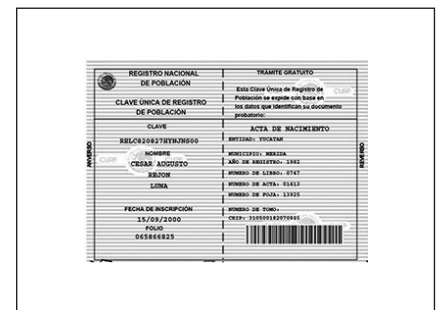 REGISTRO NACIONAL
DE POBLACIÓN
CLAVE ÚNICA DE REGISTRO
DE POBLACIÓN
CLAVE
RELC820827HYNJNS00
NOMBRE
CESAR AUGUSTO
REJON
LUNA
FECHA DE INSCRIPCIÓN
15/09/2000
FOLIO
065866825
ANVERSO
TRÁMITE GRATUITO
Esta Clave Única de Registro de
Población se expide con base en
los datos que identifican su documento
probatorio:
ACTA DE NACIMIENTO
ENTIDAD: YUCATAN
MUNICIPIO: MERIDA
AÑO DE REGISTRO: 1982
NUMERO DE LIBRO: 0747
NUMERO DE ACTA: 01413
NUMERO DE FOJA: 13925
NUMERO DE TOMO:
CRIP:
REVERSO
CURP
CURP